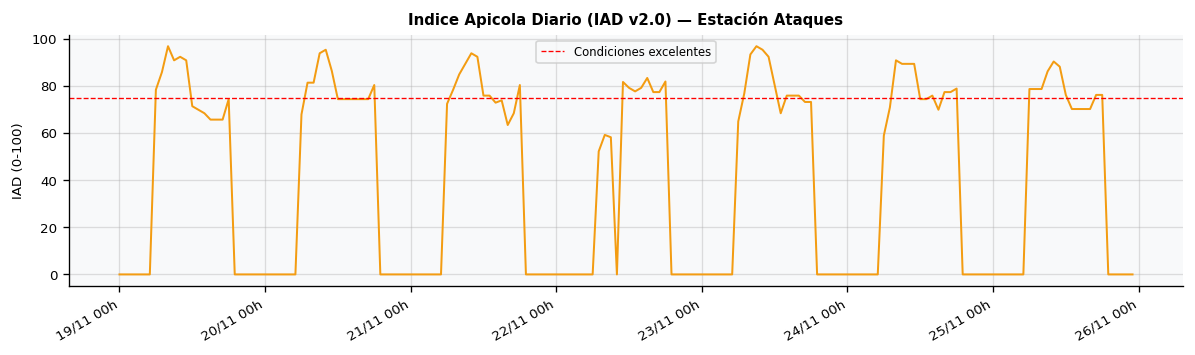 Indice Apicola Diario (IAD v2.0) — Estación Ataques
Condiciones excelentes
IAD (0-100)
100
80
60
40
20
0
19/11 00h
20/11 00h
21/11 00h
22/11 00h
23/11 00h
24/11 00h
25/11 00h
26/11 00h